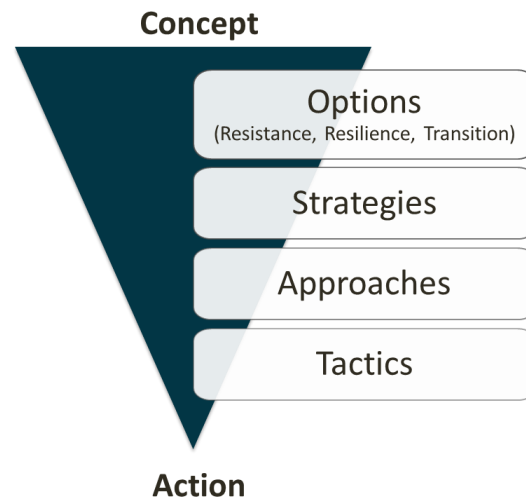 Concept
Options
(Resistance, Resilience, Transition)
Strategies
Approaches
Tactics
Action